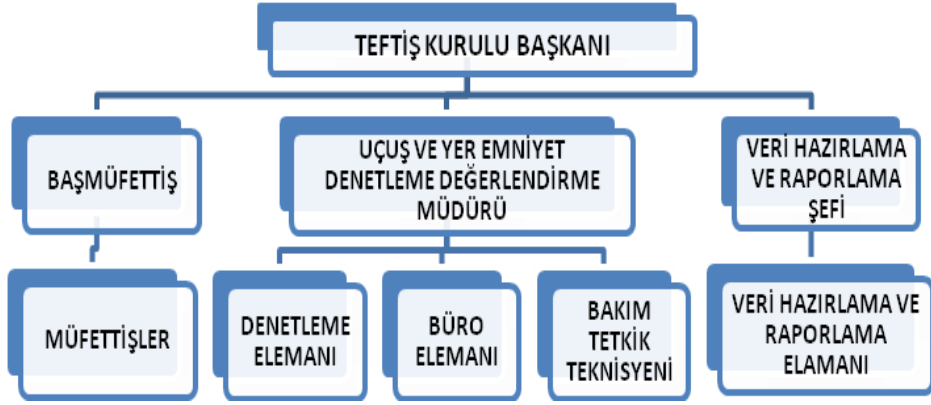 TEFTİŞ KURULU BAŞKANI
BAŞMÜFETTİŞ
UÇUŞ VE YER EMNİYET
DENETLEME DEĞERLENDİRME
MÜDÜRÜ
VERİ HAZIRLAMA
VE RAPORLAMA
ŞEFİ
MÜFETTİŞLER
DENETLEME
ELEMANI
BÜRO
ELEMANI
BAKIM
TETKİK
TEKNİSYENİ
VERİ HAZIRLAMA VE
RAPORLAMA
ELAMANI